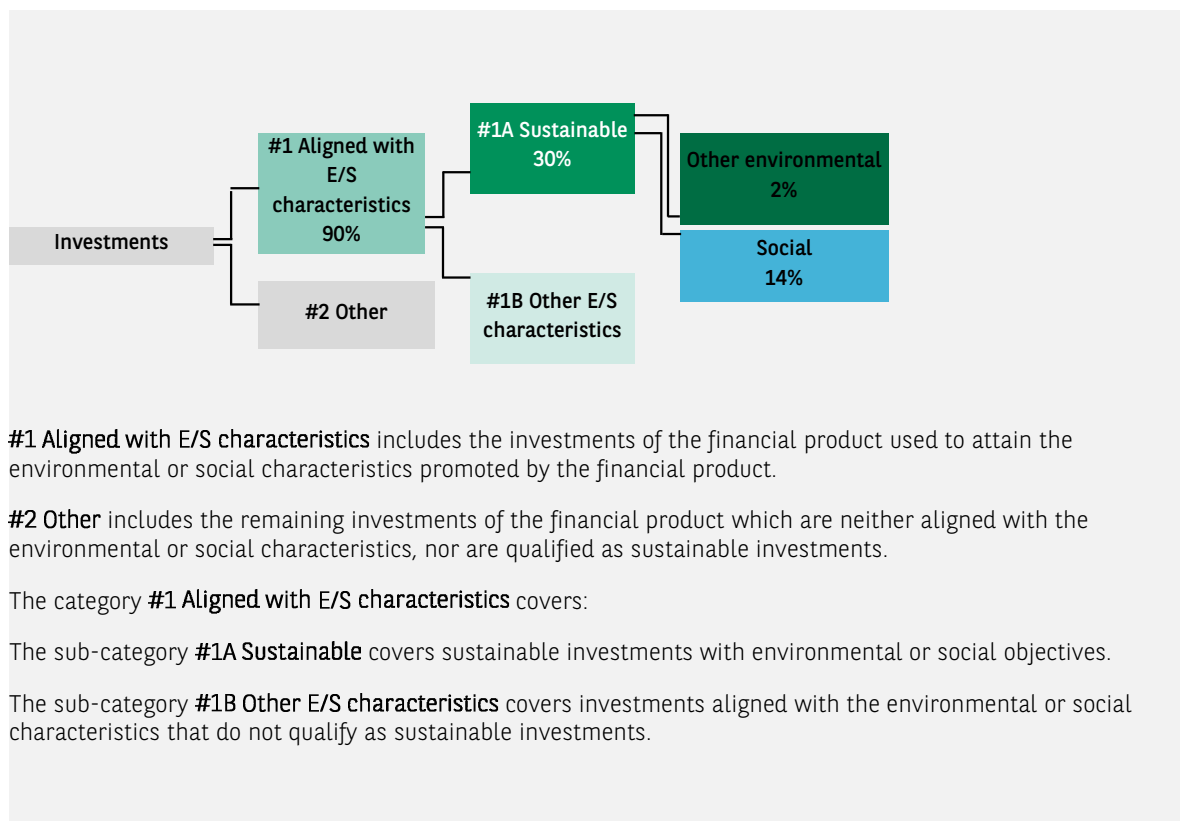 #1A Sustainable
30%
#1 Aligned with
E/S
characteristics
90%
Other environmental
2%
Investments
Social
14%
#2 Other
#1B Other E/S
characteristics
#1 Aligned with E/S characteristics includes the investments of the financial product used to attain the
environmental or social characteristics promoted by the financial product.
#2 Other includes the remaining investments of the financial product which are neither aligned with the
environmental or social characteristics, nor are qualified as sustainable investments.
The category #1 Aligned with E/S characteristics covers:
The sub-category #1A Sustainable covers sustainable investments with environmental or social objectives.
The sub-category #1B Other E/S characteristics covers investments aligned with the environmental or social
characteristics that do not qualify as sustainable investments.